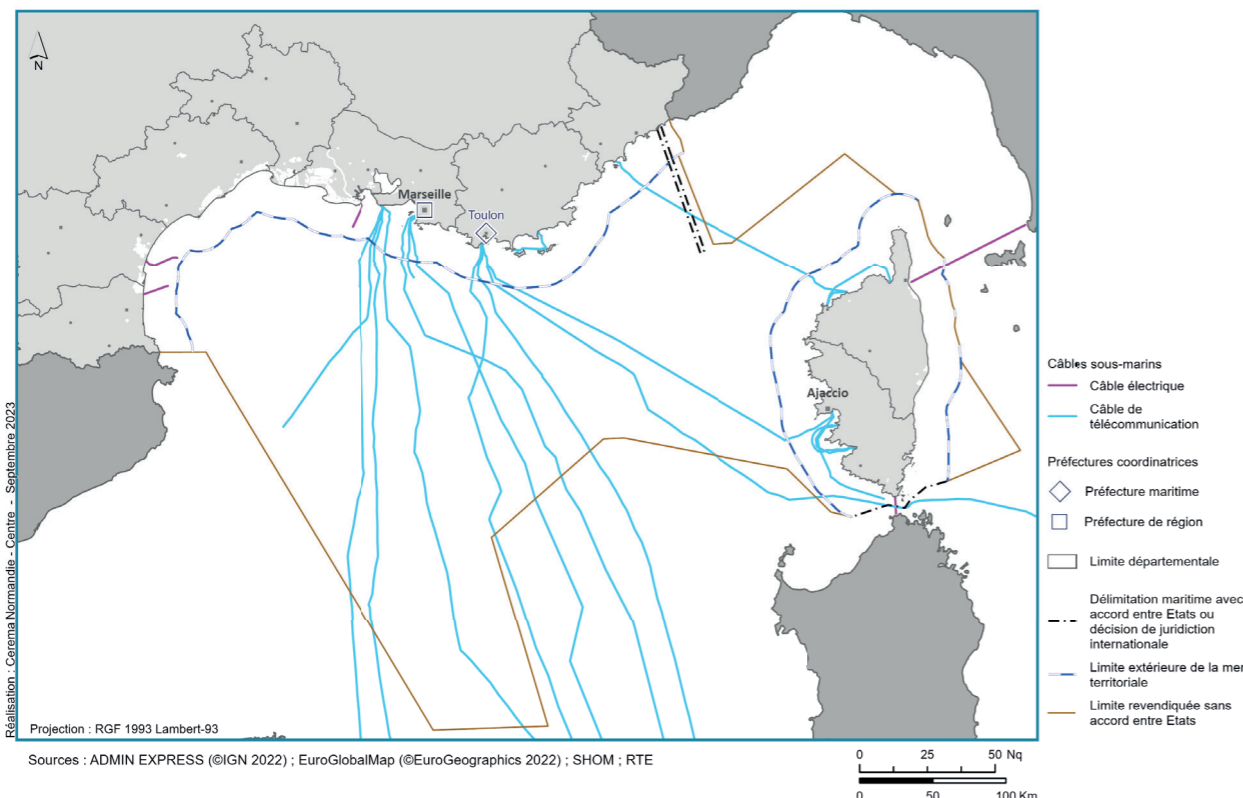 N
Marseille
Toulon
Ajaccio
Réalisation : Cerema Normandie - Centre - Septembre 2023
Projection : RGF 1993 Lambert-93
Câbles sous-marins
Câble électrique
Câble de
télécommunication
Préfectures coordinatrices
Préfecture maritime
Préfecture de région
Limite départementale
Délimitation maritime avec
accord entre Etats ou
décision de juridiction
internationale
Limite extérieure de la mer
territoriale
Limite revendiquée sans
accord entre Etats
Sources : ADMIN EXPRESS (©IGN 2022) ; EuroGlobalMap (©EuroGeographics 2022) ; SHOM ; RTE
0 25 50 Nq
0 50 100 Km